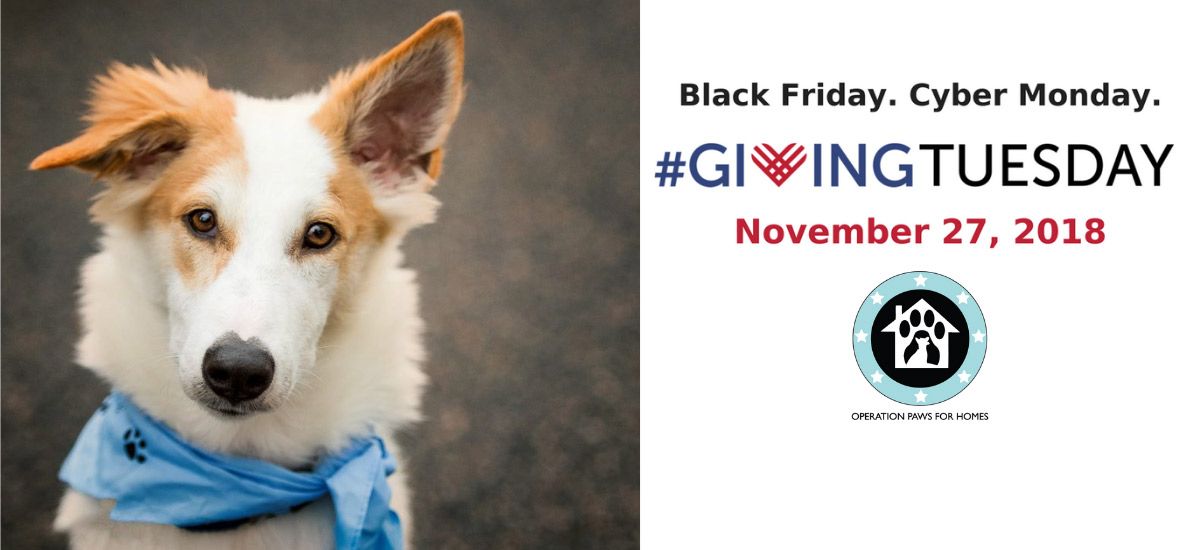 Black Friday. Cyber Monday.
#GIVINGTUESDAY
November 27, 2018
OPERATION PAWS FOR HOMES